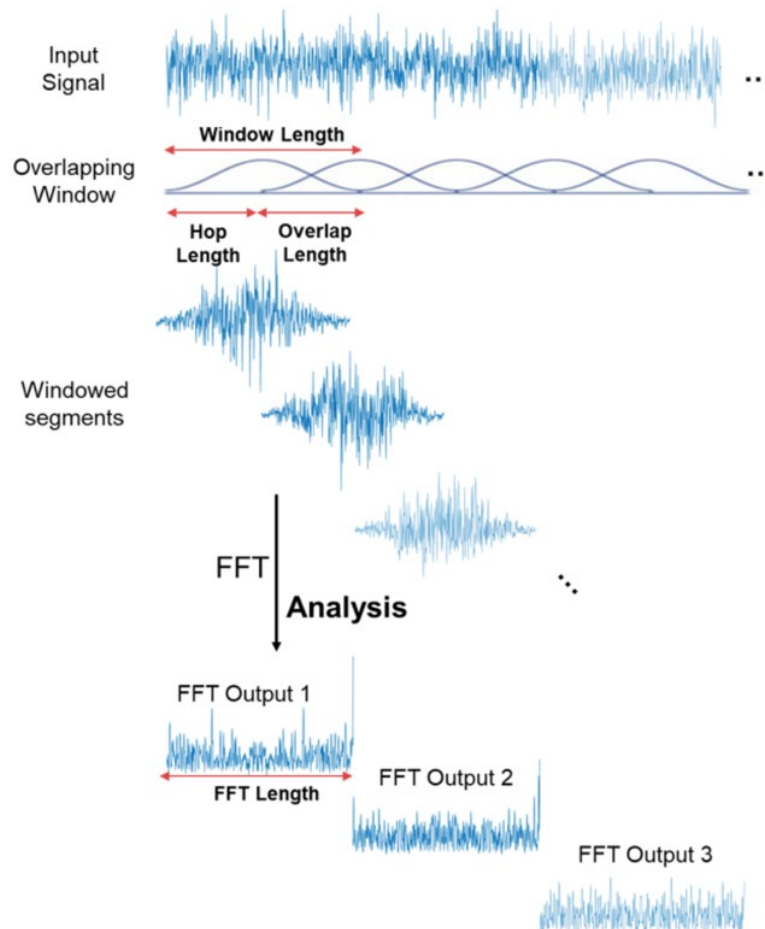 Input
Signal
Window Length
Overlapping
Window
Hop
Length
Overlap
Length
Windowed
segments
FFT
Analysis
FFT Output 1
FFT Length
FFT Output 2
FFT Output 3